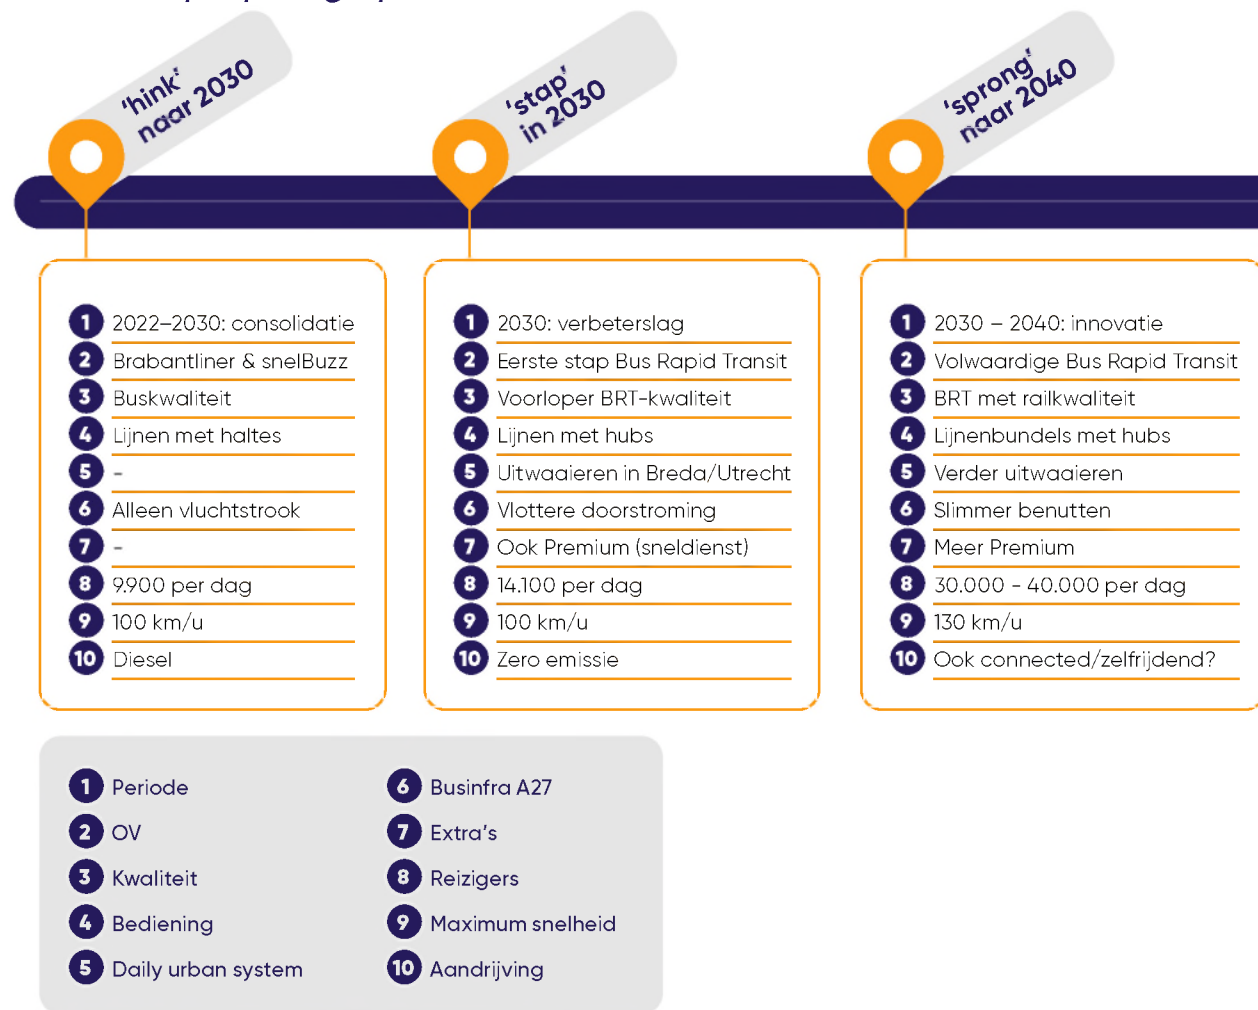 'hink'
naar 2030
'stap'
in 2030
'sprong'
naar 2040
1 2022–2030: consolidatie
2 Brabantliner & snelBuzz
3 Buskwaliteit
4 Lijnen met haltes
5 -
6 Alleen vluchtstrook
7 -
8 9.900 per dag
9 100 km/u
10 Diesel
1 2030: verbeterslag
2 Eerste stap Bus Rapid Transit
3 Voorloper BRT-kwaliteit
4 Lijnen met hubs
5 Uitwaaieren in Breda/Utrecht
6 Vlottere doorstroming
7 Ook Premium (sneldienst)
8 14.100 per dag
9 100 km/u
10 Zero emissie
1 2030 – 2040: innovatie
2 Volwaardige Bus Rapid Transit
3 BRT met railkwaliteit
4 Lijnenbundels met hubs
5 Verder uitwaaieren
6 Slimmer benutten
7 Meer Premium
8 30.000 - 40.000 per dag
9 130 km/u
10 Ook connected/zelfrijdend?
1 Periode
2 OV
3 Kwaliteit
4 Bediening
5 Daily urban system
6 Businfra A27
7 Extra's
8 Reizigers
9 Maximum snelheid
10 Aandrijving